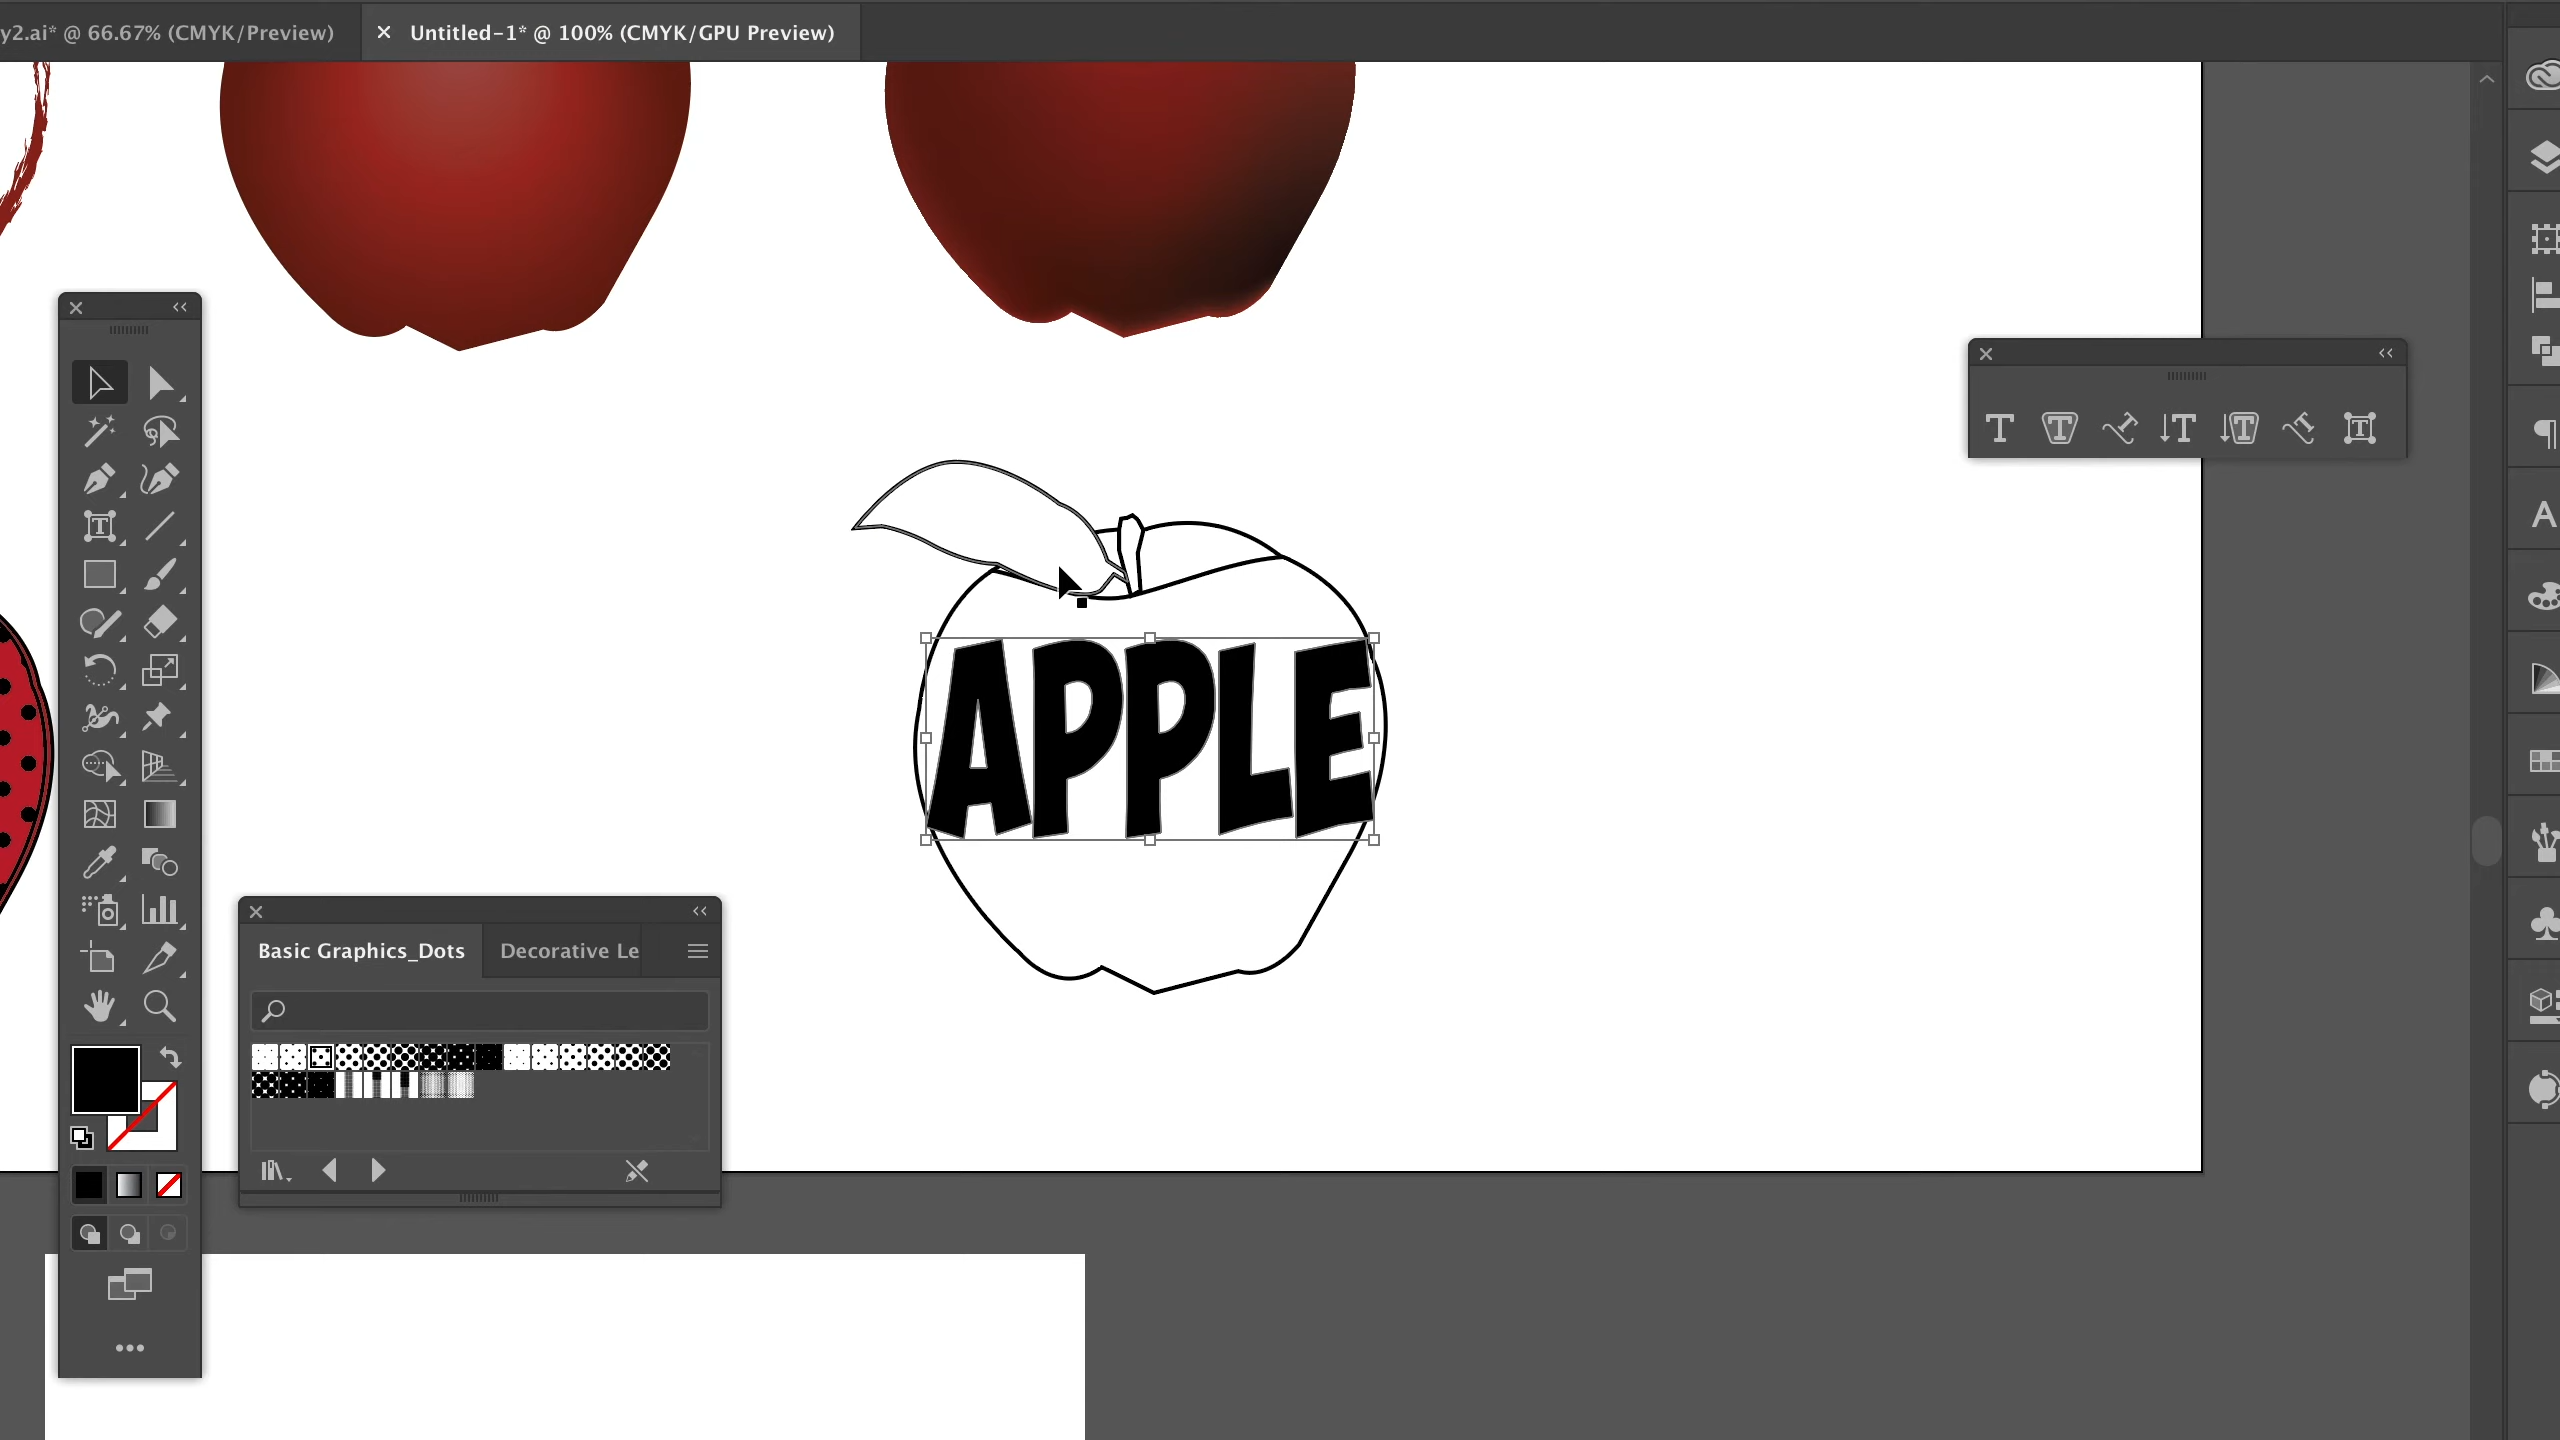 y2.ai* @ 66.67% (CMYK/Preview)
× Untitled-1* @ 100% (CMYK/GPU Preview)
APPLE
Basic Graphics_Dots
Decorative Le